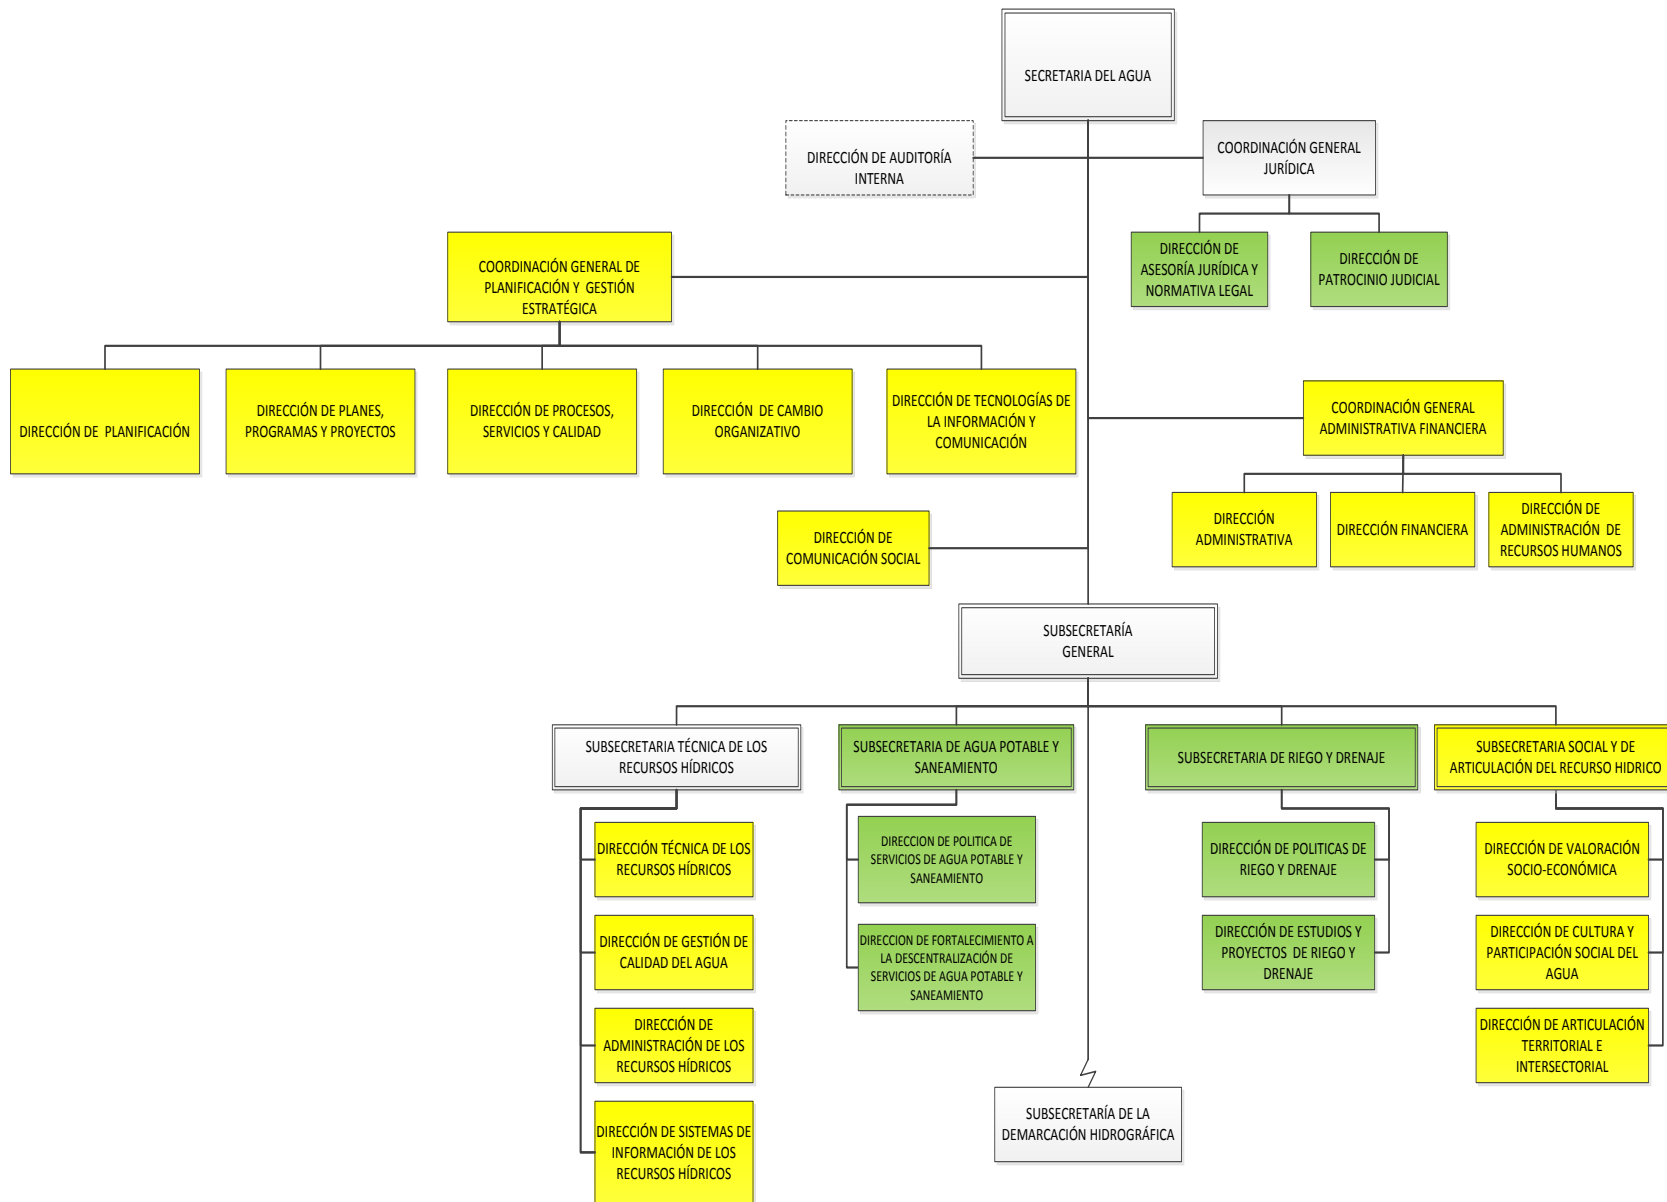 SECRETARIA DEL AGUA
DIRECCIÓN DE AUDITORÍA
INTERNA
COORDINACIÓN GENERAL
JURÍDICA
DIRECCIÓN DE
ASESORÍA JURÍDICA Y
NORMATIVA LEGAL
DIRECCIÓN DE
PATROCINIO JUDICIAL
COORDINACIÓN GENERAL DE
PLANIFICACIÓN Y GESTIÓN
ESTRATÉGICA
DIRECCIÓN DE PLANIFICACIÓN
DIRECCIÓN DE PLANES,
PROGRAMAS Y PROYECTOS
DIRECCIÓN DE PROCESOS,
SERVICIOS Y CALIDAD
DIRECCIÓN DE CAMBIO
ORGANIZATIVO
DIRECCIÓN DE TECNOLOGÍAS DE
LA INFORMACIÓN Y
COMUNICACIÓN
COORDINACIÓN GENERAL
ADMINISTRATIVA FINANCIERA
DIRECCIÓN
ADMINISTRATIVA
DIRECCIÓN FINANCIERA
DIRECCIÓN DE
ADMINISTRACIÓN DE
RECURSOS HUMANOS
DIRECCIÓN DE
COMUNICACIÓN SOCIAL
SUBSECRETARÍA
GENERAL
SUBSECRETARIA TÉCNICA DE LOS
RECURSOS HÍDRICOS
SUBSECRETARIA DE AGUA POTABLE Y
SANEAMIENTO
SUBSECRETARIA DE RIEGO Y DRENAJE
SUBSECRETARIA SOCIAL Y DE
ARTICULACIÓN DEL RECURSO HIDRICO
DIRECCIÓN TÉCNICA DE LOS
RECURSOS HÍDRICOS
DIRECCIÓN DE GESTIÓN DE
CALIDAD DEL AGUA
DIRECCIÓN DE
ADMINISTRACIÓN DE LOS
RECURSOS HÍDRICOS
DIRECCIÓN DE SISTEMAS DE
INFORMACIÓN DE LOS
RECURSOS HÍDRICOS
DIRECCION DE POLITICA DE
SERVICIOS DE AGUA POTABLE Y
SANEAMIENTO
DIRECCION DE FORTALECIMIENTO A
LA DESCENTRALIZACIÓN DE
SERVICIOS DE AGUA POTABLE Y
SANEAMIENTO
DIRECCIÓN DE POLITICAS DE
RIEGO Y DRENAJE
DIRECCIÓN DE ESTUDIOS Y
PROYECTOS DE RIEGO Y
DRENAJE
DIRECCIÓN DE VALORACIÓN
SOCIO-ECONÓMICA
DIRECCIÓN DE CULTURA Y
PARTICIPACIÓN SOCIAL DEL
AGUA
DIRECCIÓN DE ARTICULACIÓN
TERRITORIAL E
INTERSECTORIAL
SUBSECRETARÍA DE LA
DEMARCACIÓN HIDROGRÁFICA